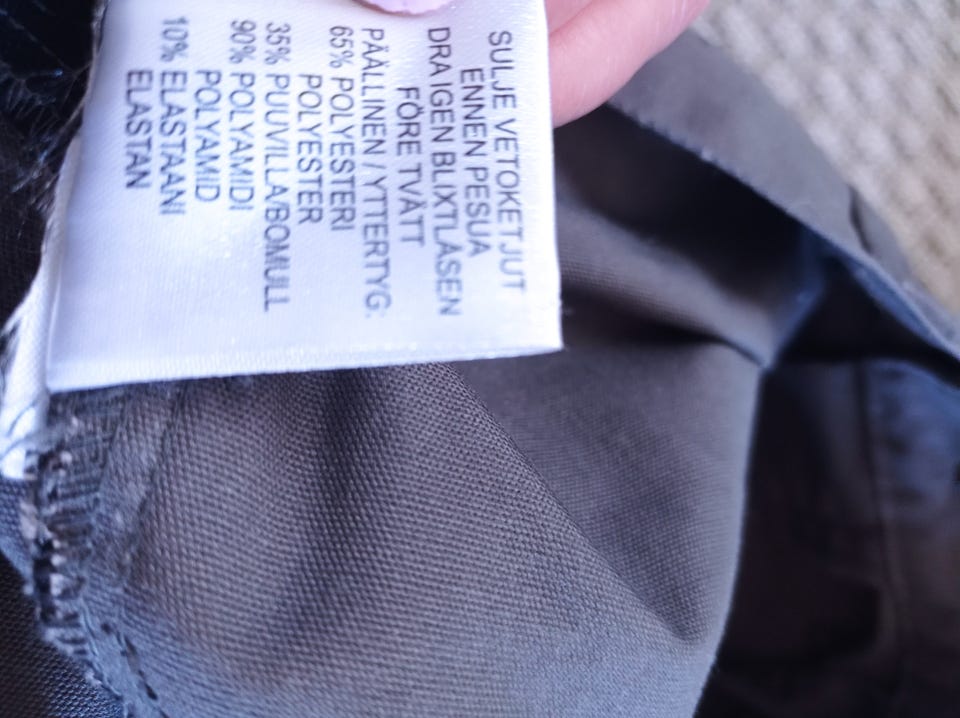 SULJE VETOKETJUT
ENNEN PESUA
DRA IGEN BLIXTLÅSEN
FÖRE TVÄTT
PÄÄLLINEN / YTTERTYG:
65% POLYESTERI
POLYESTER
35% PUUVILLA/BOMULL
90% POLYAMIDI
POLYAMID
10% ELASTAANI
ELASTAN